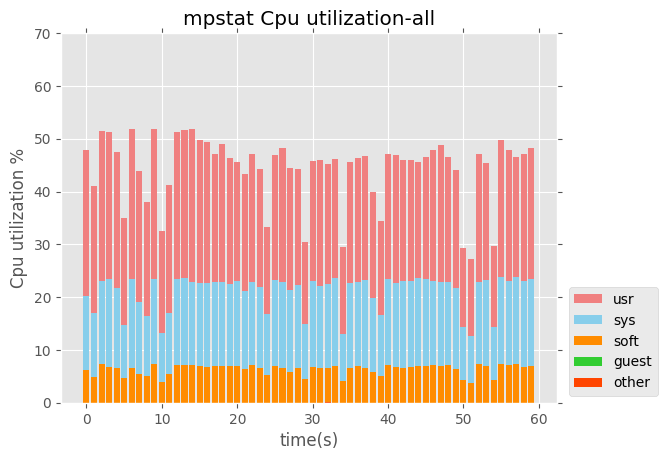 mpstat Cpu utilization-all
Cpu utilization %
70
60
50
40
30
20
10
0
0 10 20 30 40 50 60
time(s)
usr
sys
soft
guest
other